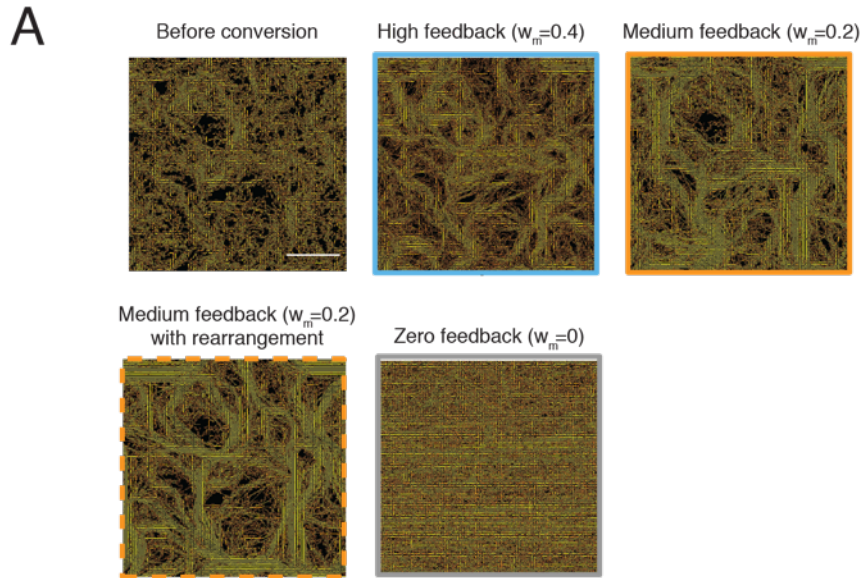 A
Before conversion
High feedback (wₘ=0.4)
Medium feedback (wₘ=0.2)
Medium feedback (wₘ=0.2)
with rearrangement
Zero feedback (wₘ=0)